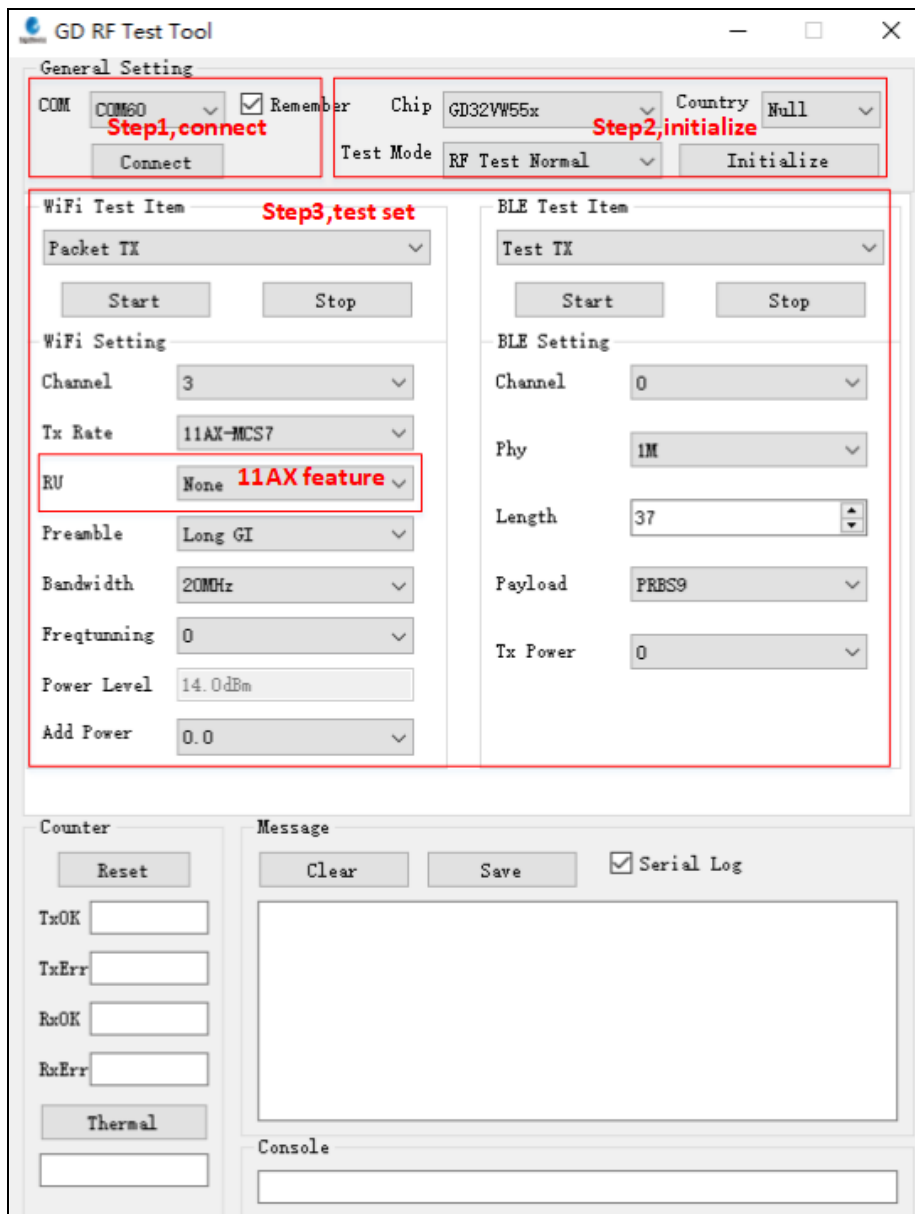 GD RF Test Tool
General Setting
COM COM60 Remember Chip GD32VW55x Country Null
Step1,connect Step2,initialize
Connect Test Mode RF Test Normal Initialize
WiFi Test Item Step3,test set BLE Test Item
Packet TX Test TX
Start Stop Start Stop
WiFi Setting BLE Setting
Channel 3 Channel 0
Tx Rate 11AX-MCS7
Phy 1M
RU None 11AX feature
Length 37
Preamble Long GI
Bandwidth 20MHz Payload PRBS9
Freqtunning 0
Tx Power 0
Power Level 14.0dBm
Add Power 0.0
Counter Message
Reset Clear Save Serial Log
TxOK
TxErr
RxOK
RxErr
Thermal
Console